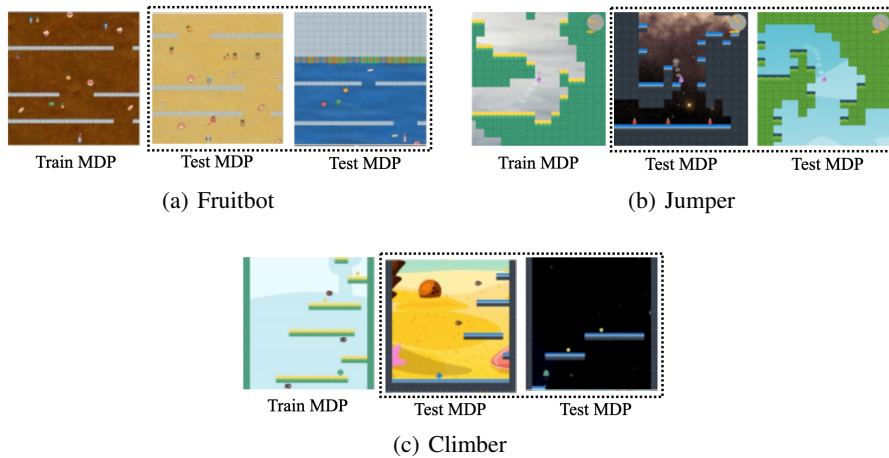 Train MDP Test MDP Test MDP
(a) Fruitbot
Train MDP Test MDP Test MDP
(b) Jumper
Train MDP Test MDP Test MDP
(c) Climber